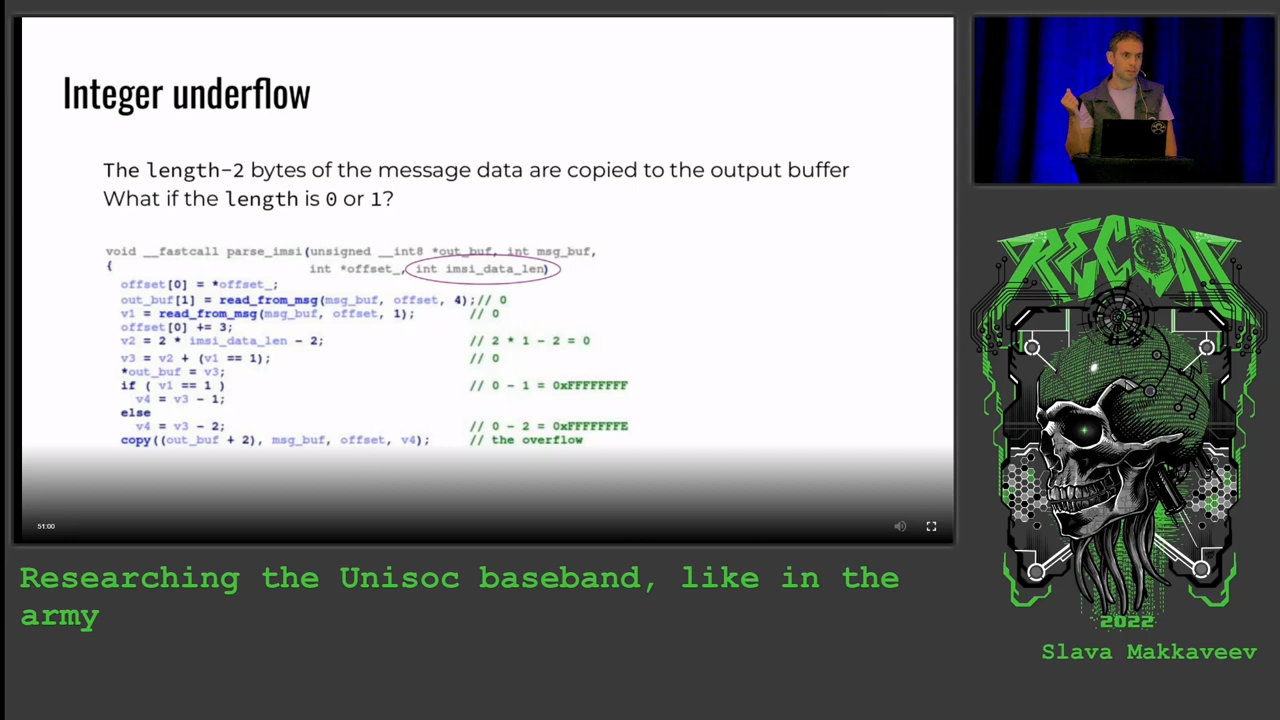 Integer underflow
The length-2 bytes of the message data are copied to the output buffer
What if the length is 0 or 1?
void __fastcall parse_imsi(unsigned __int8 *out_buf, int msg_buf,
{ int *offset_, int imsi_data_len)
offset[0] = *offset_;
out_buf[1] = read_from_msg(msg_buf, offset, 4);// 0
v1 = read_from_msg(msg_buf, offset, 1); // 0
offset[0] += 3;
v2 = 2 * imsi_data_len - 2; // 2 * 1 - 2 = 0
v3 = v2 + (v1 == 1); // 0
*out_buf = v3;
if ( v1 == 1 ) // 0 - 1 = 0xFFFFFFFF
v4 = v3 - 1;
else
v4 = v3 - 2; // 0 - 2 = 0xFFFFFFFE
copy((out_buf + 2), msg_buf, offset, v4); // the overflow
51:00
RECON
2022
Researching the Unisoc baseband, like in the
army
Slava Makkaveev